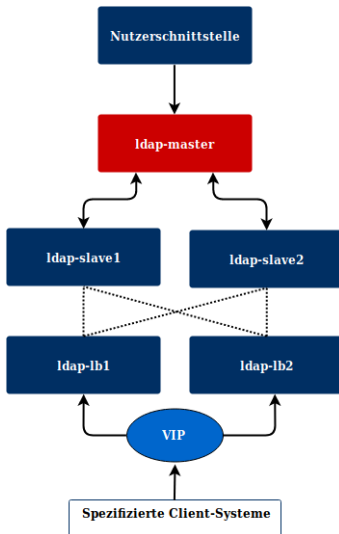 Nutzerschnittstelle
ldap-master
ldap-slave1
ldap-slave2
ldap-lb1
ldap-lb2
VIP
Spezifizierte Client-Systeme